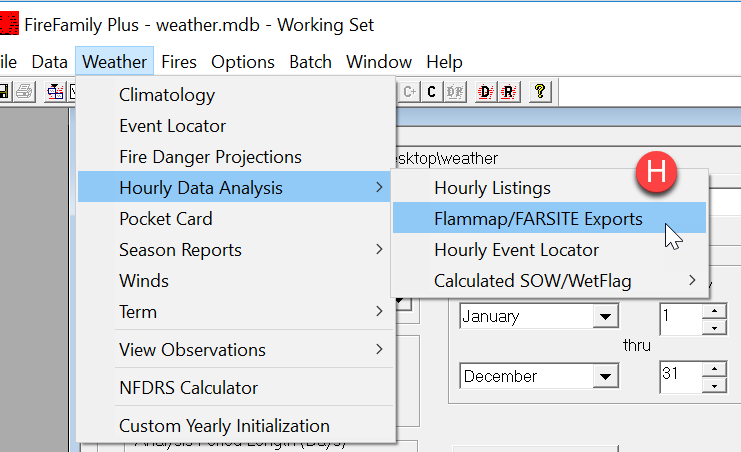 FireFamily Plus - weather.mdb - Working Set
ile Data Weather Fires Options Batch Window Help
C+ C DR D R ?
Climatology
Event Locator
Fire Danger Projections
esktop\weather
H
Hourly Data Analysis
Hourly Listings
Pocket Card
Flammap/FARSITE Exports
Season Reports
Hourly Event Locator
Winds
Calculated SOW/WetFlag
y
Term
January 1
thru
View Observations
December 31
NFDRS Calculator
Custom Yearly Initialization
Analysis Period Length (Days)